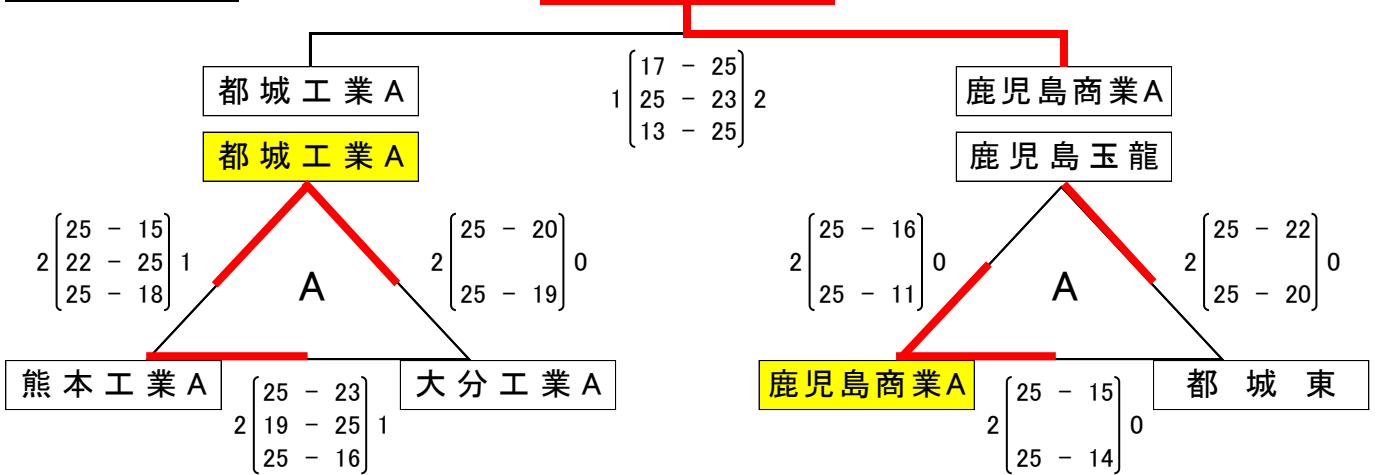 都城工業A
鹿児島商業A
17 － 25
1 25 － 23 2
13 － 25
都城工業A
鹿児島玉龍
25 － 15
2 22 － 25 1
25 － 18
25 － 20
2 0
25 － 19
25 － 16
2 0
25 － 11
25 － 22
2 0
25 － 20
A
A
熊本工業A
大分工業A
鹿児島商業A
都城東
25 － 23
2 19 － 25 1
25 － 16
25 － 15
2 0
25 － 14